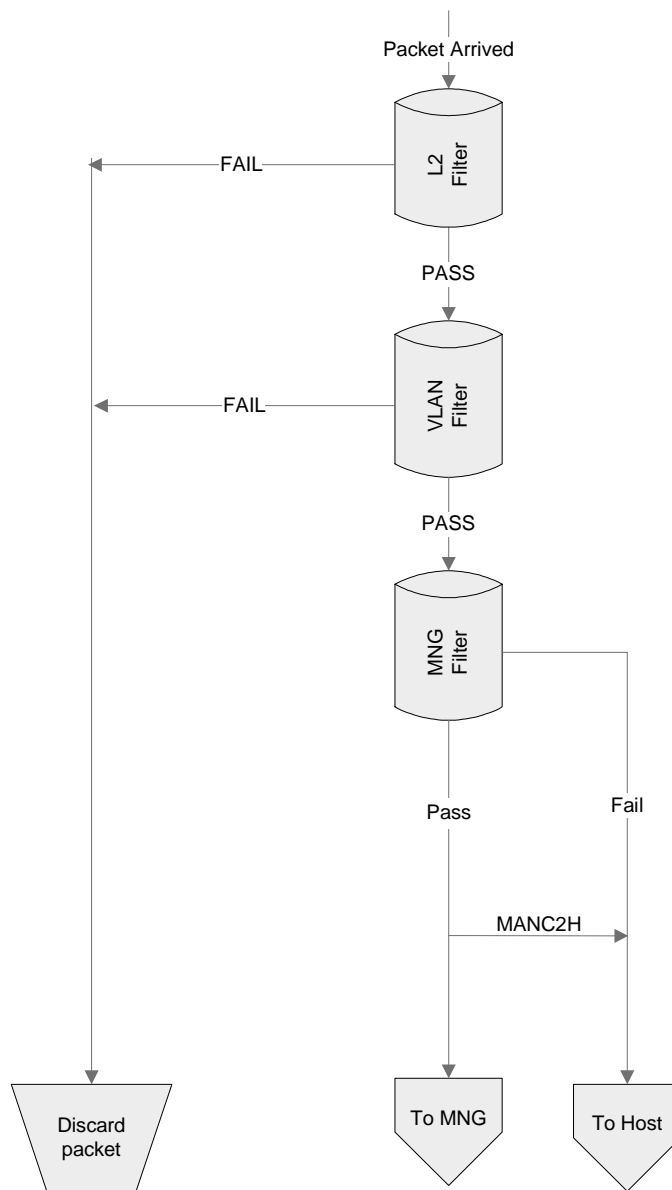 Packet Arrived
L2
Filter
FAIL
PASS
VLAN
Filter
FAIL
PASS
MNG
Filter
Pass
Fail
MANC2H
Discard
packet
To MNG
To Host